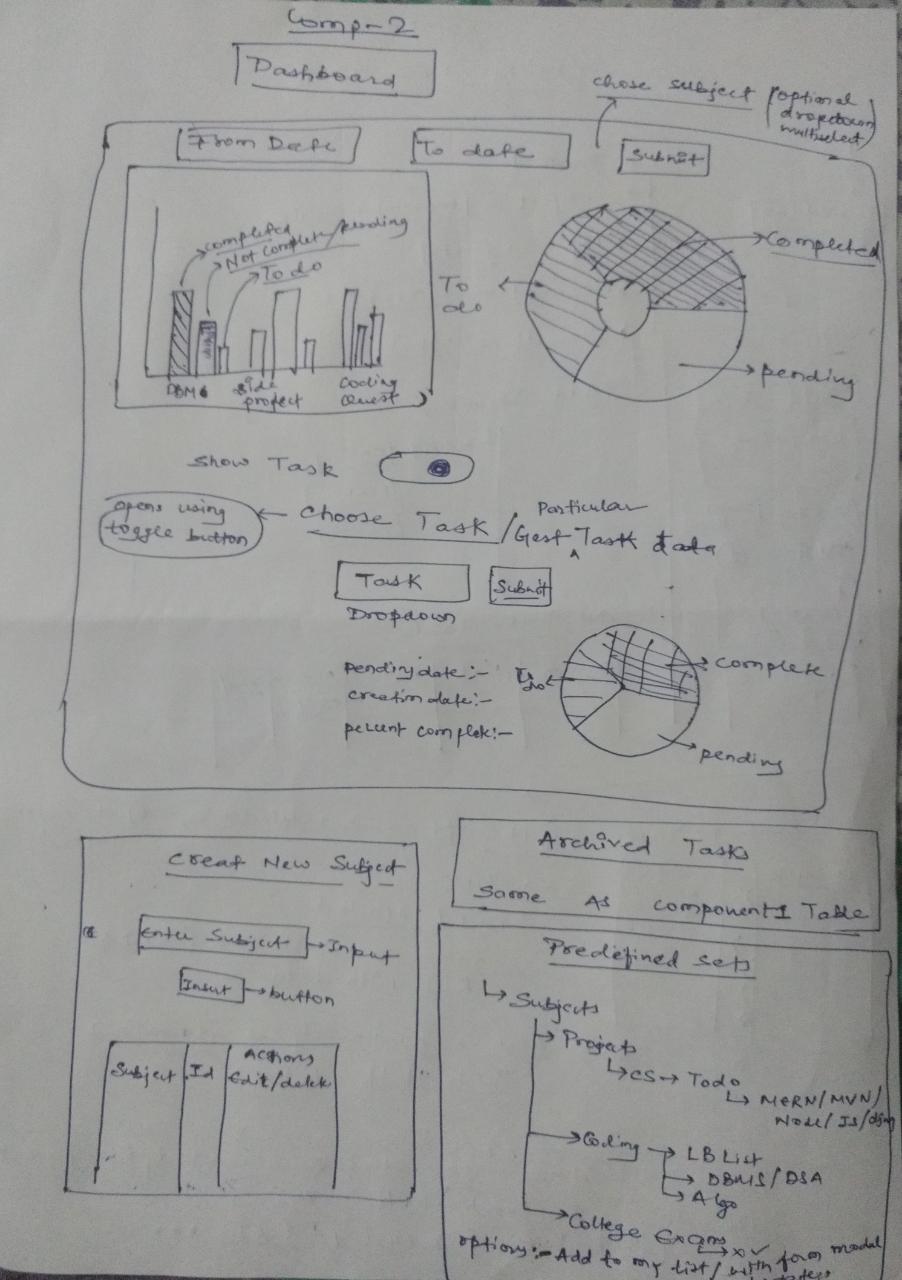 Comp-2
Dashboard
chose subject (optional
dropdown
multiselect)
From Date
To date
Submit
completed
Not complete/pending
To do
DBMS
Side
project
Coding
Quest
To
do
Completed
pending
Show Task
opens using
toggle button
Choose Task / Particular
Task data
Task
Submit
Dropdown
pending date:-
creation date:-
percent complete:-
To
do
complete
pending
Creat New Subject
Enter Subject
Input
Insert
button
Subject
Id
Actions
Edit/delete
Archived Tasks
Same As component 1 Table
Predefined sets
Subjects
Projects
CS → Todo
MERN/MVN/
Node/JS/
Coding → LB List
DBMS/DSA
Algo
College Exams
options:- Add to my list/with form modal